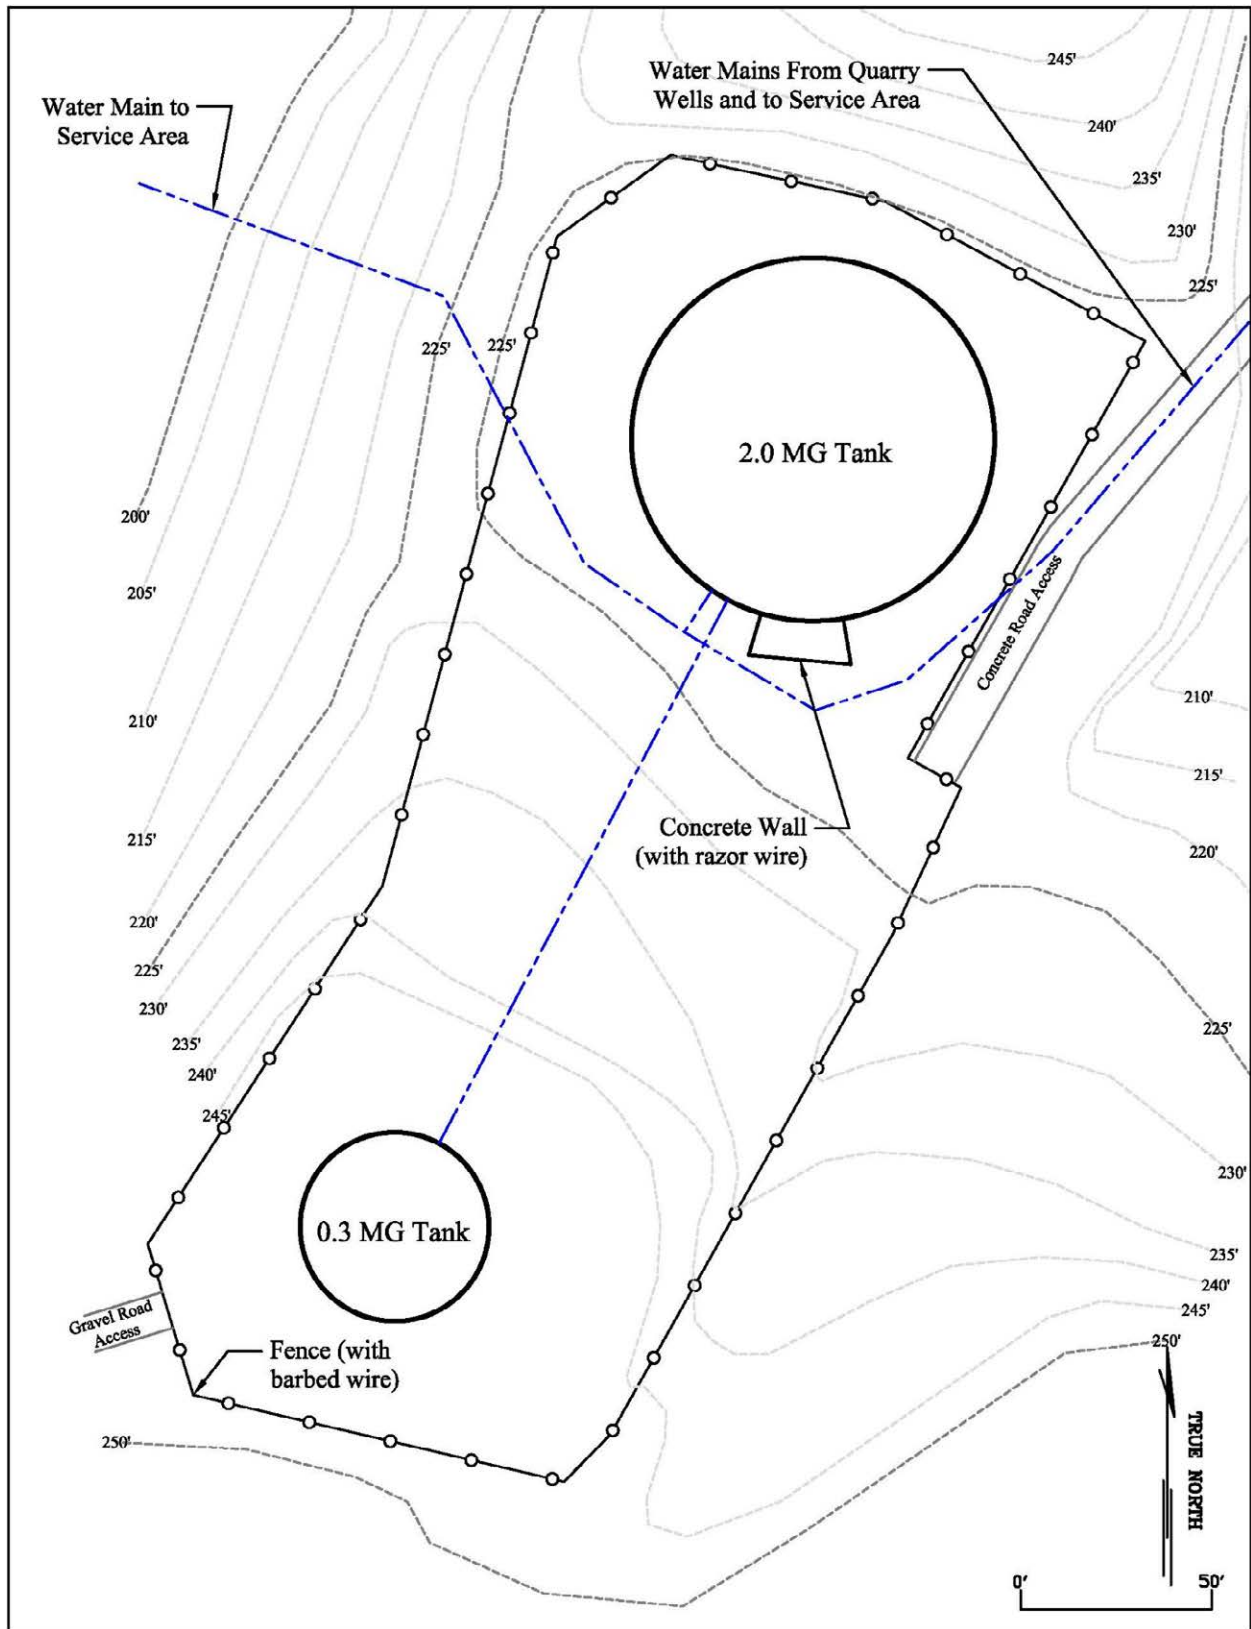 245'
Water Mains From Quarry
Wells and to Service Area
Water Main to
Service Area
240'
235'
230'
225'
225'
225'
2.0 MG Tank
200'
205'
Concrete Road Access
210'
210'
215'
Concrete Wall
(with razor wire)
215'
220'
220'
225'
230'
225'
235'
240'
245'
230'
0.3 MG Tank
235'
240'
Gravel Road
Access
245'
250'
Fence (with
barbed wire)
250'
TRUE NORTH
0' 50'